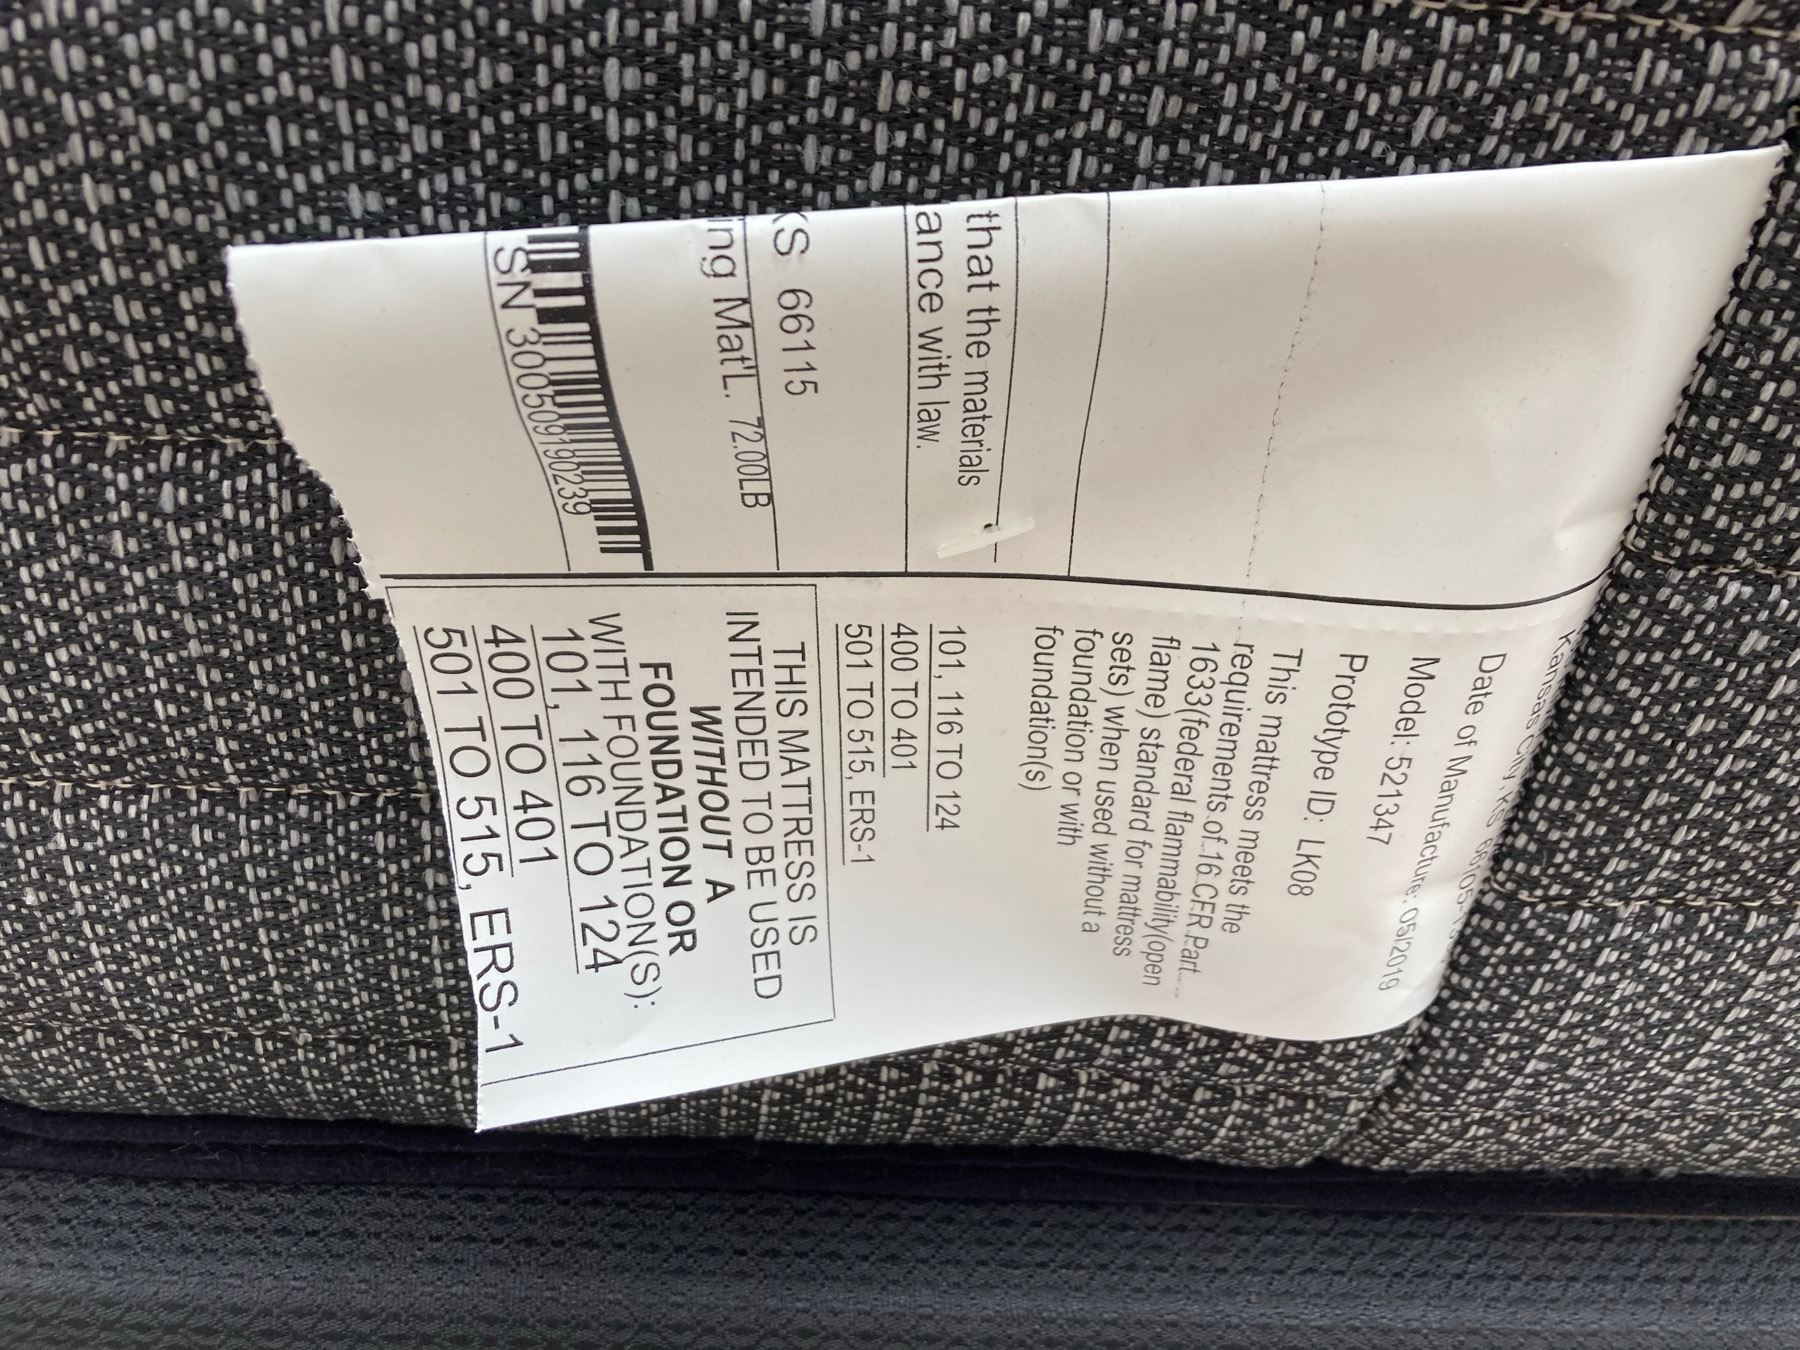 that the materials
ance with law.
KS 66115
ing Mat'L. 72.00LB
SN 300509190239
Kansas City, KS 66105-
Date of Manufacture: 05/2019
Model: 521347
Prototype ID: LK08
This mattress meets the
requirements of 16 CFR Part
1633(federal flammability(open
flame) standard for mattress
sets) when used without a
foundation or with
foundation(s)
101, 116 TO 124
400 TO 401
501 TO 515, ERS-1
THIS MATTRESS IS
INTENDED TO BE USED
WITHOUT A
FOUNDATION OR
WITH FOUNDATION(S):
101, 116 TO 124
400 TO 401
501 TO 515, ERS-1